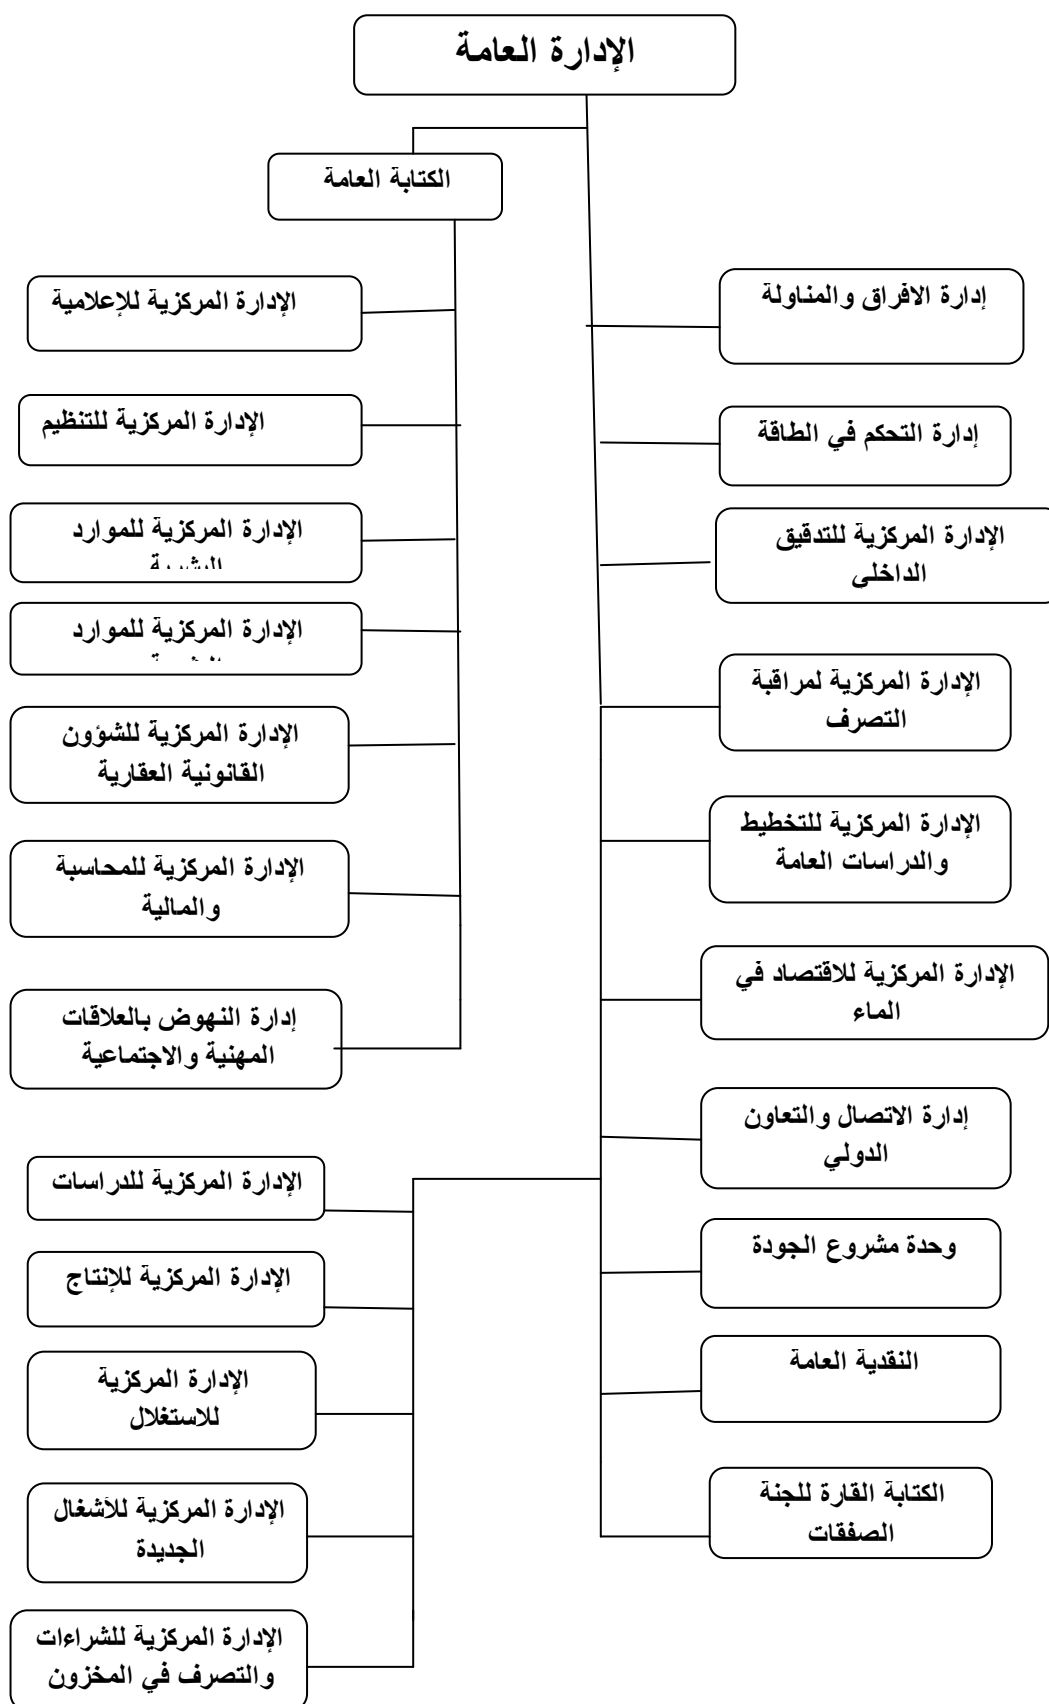 الإدارة العامة
الكتابة العامة
إدارة الافراق والمناولة
الإدارة المركزية للإعلامية
إدارة التحكم في الطاقة
الإدارة المركزية للتنظيم
الإدارة المركزية للتدقيق
الداخلي
الإدارة المركزية للموارد
الإدارة المركزية للموارد
الإدارة المركزية لمراقبة
التصرف
الإدارة المركزية للشؤون
القانونية العقارية
الإدارة المركزية للتخطيط
والدراسات العامة
الإدارة المركزية للمحاسبة
والمالية
الإدارة المركزية للاقتصاد في
الماء
إدارة النهوض بالعلاقات
المهنية والاجتماعية
إدارة الاتصال والتعاون
الدولي
الإدارة المركزية للدراسات
وحدة مشروع الجودة
الإدارة المركزية للإنتاج
النقدية العامة
الإدارة المركزية
للاستغلال
الكتابة القارة للجنة
الصفقات
الإدارة المركزية للأشغال
الجديدة
الإدارة المركزية للشراءات
والتصرف في المخزون